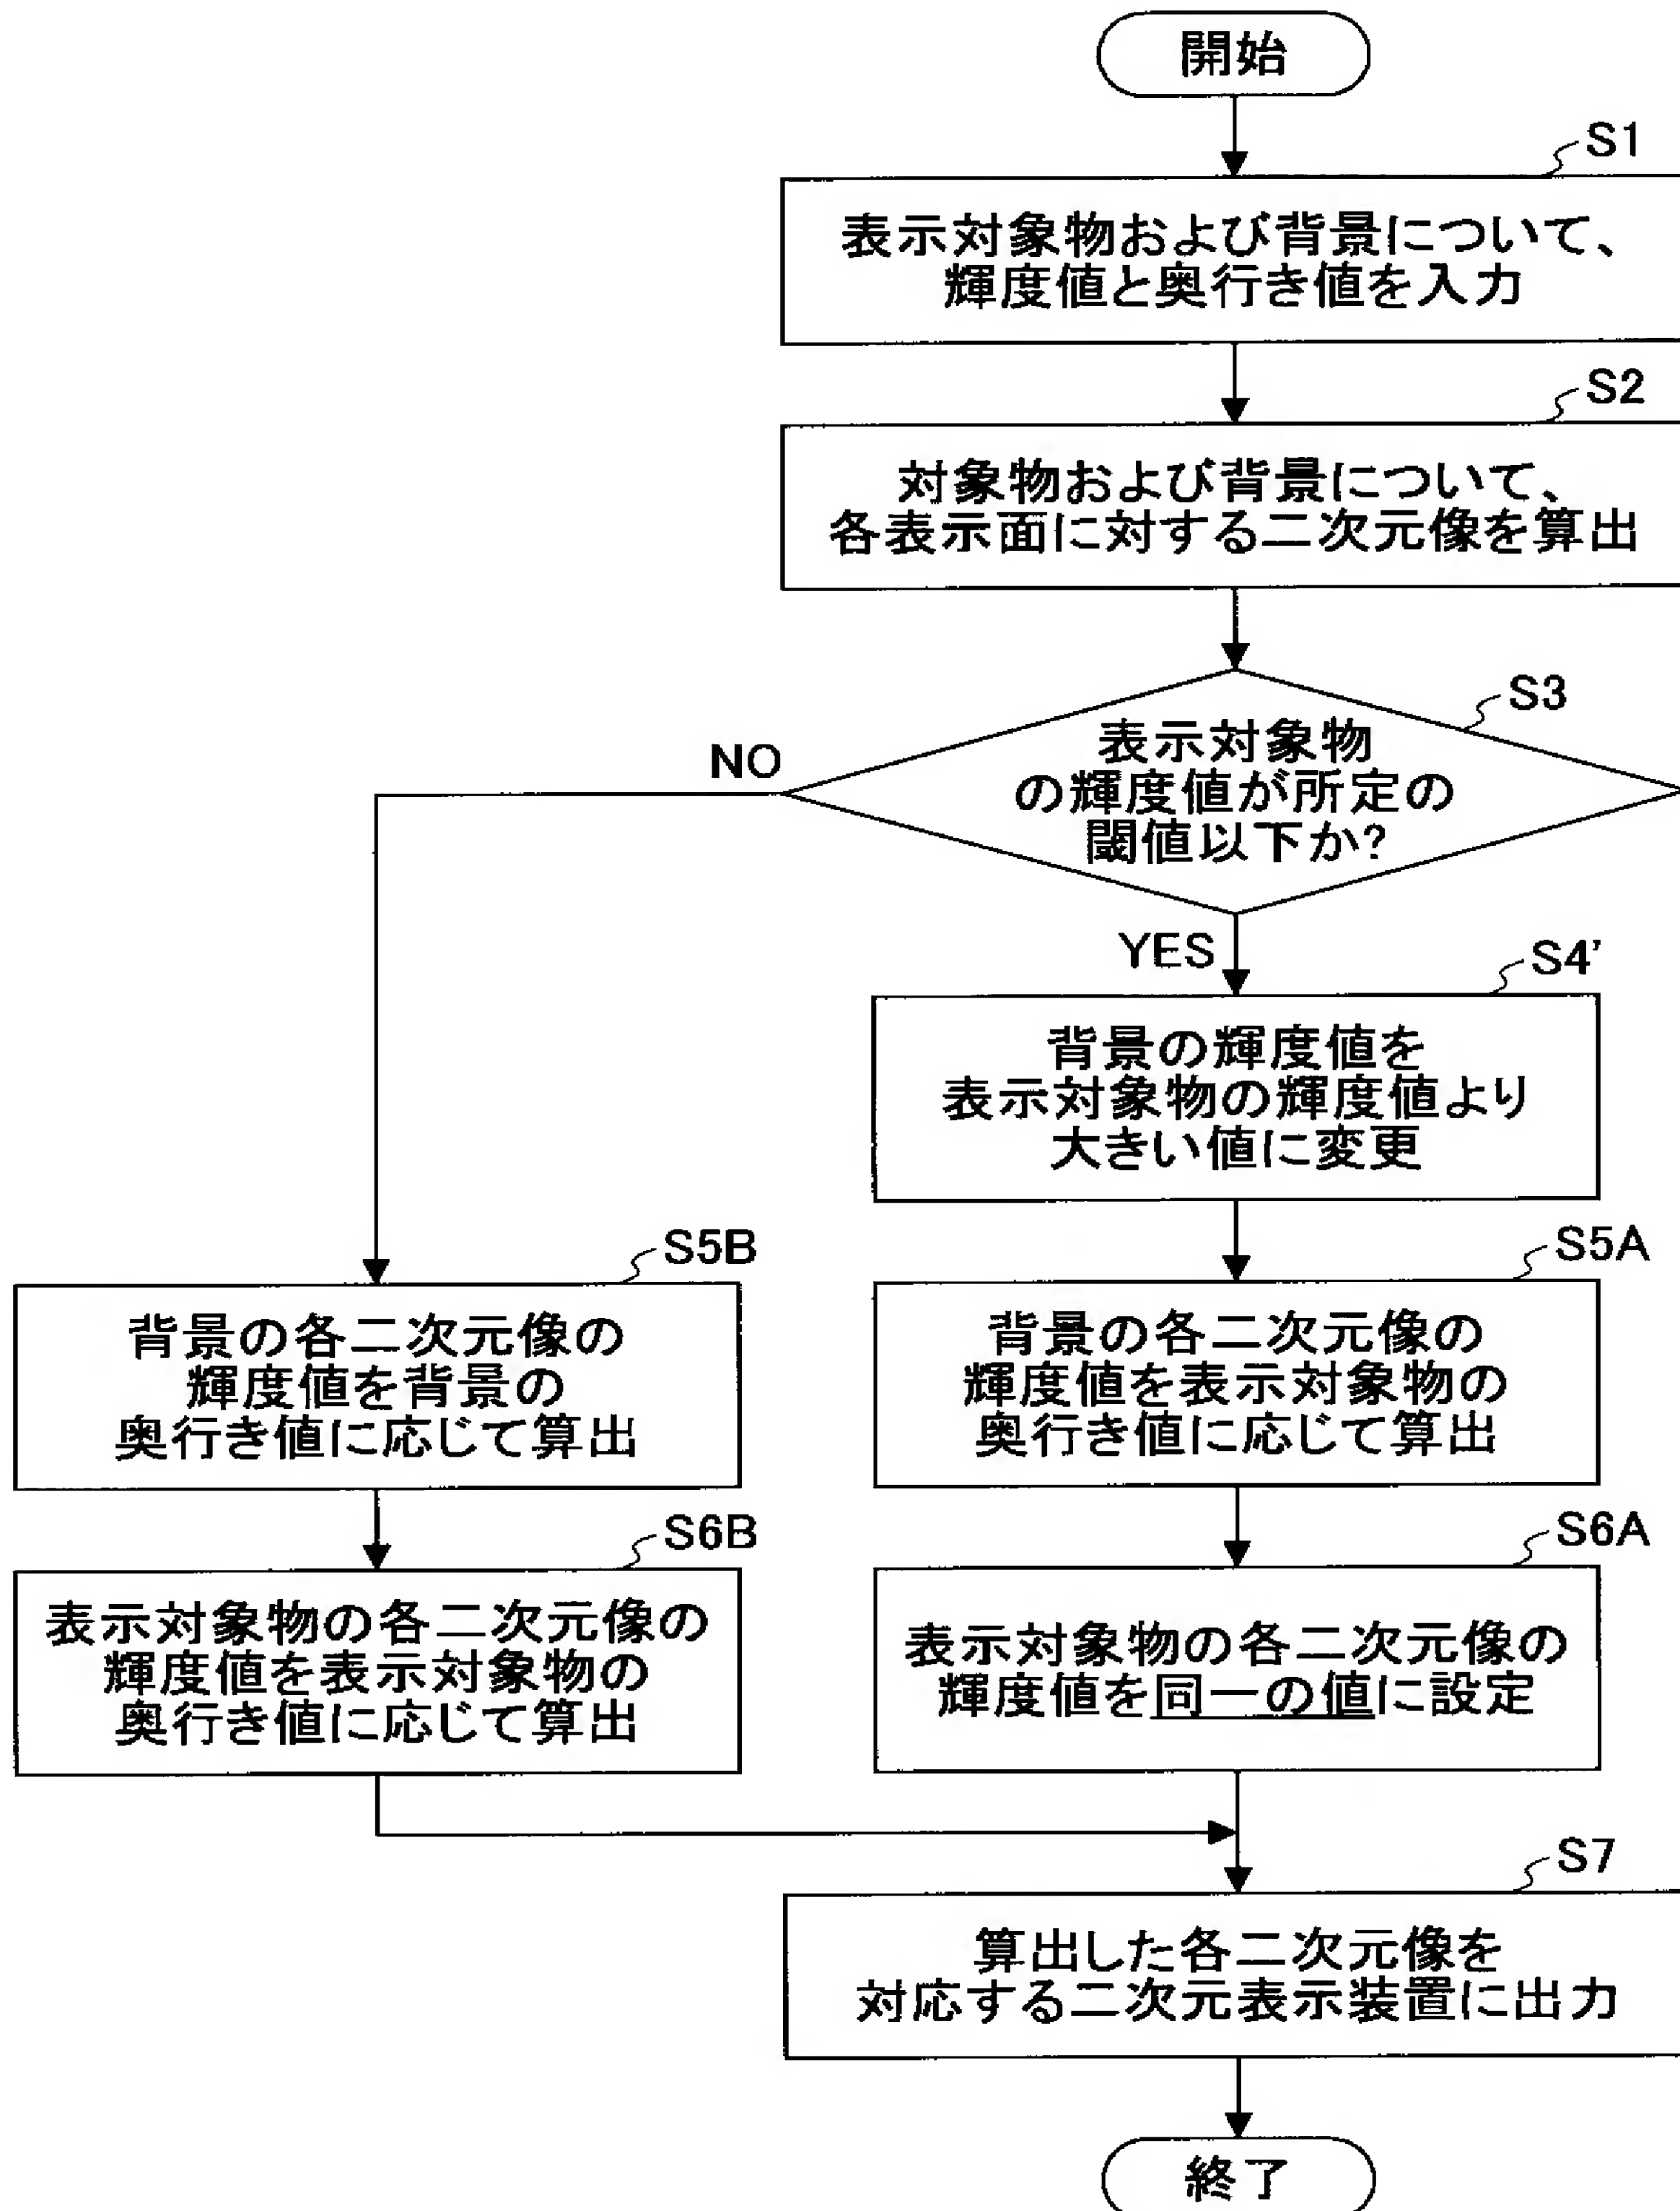 開始
S1
表示対象物および背景について、
輝度値と奥行き値を入力
S2
対象物および背景について、
各表示面に対する二次元像を算出
S3
表示対象物
の輝度値が所定の
閾値以下か?
NO
YES
S4'
背景の輝度値を
表示対象物の輝度値より
大きい値に変更
S5B
背景の各二次元像の
輝度値を背景の
奥行き値に応じて算出
S5A
背景の各二次元像の
輝度値を表示対象物の
奥行き値に応じて算出
S6B
表示対象物の各二次元像の
輝度値を表示対象物の
奥行き値に応じて算出
S6A
表示対象物の各二次元像の
輝度値を同一の値に設定
S7
算出した各二次元像を
対応する二次元表示装置に出力
終了